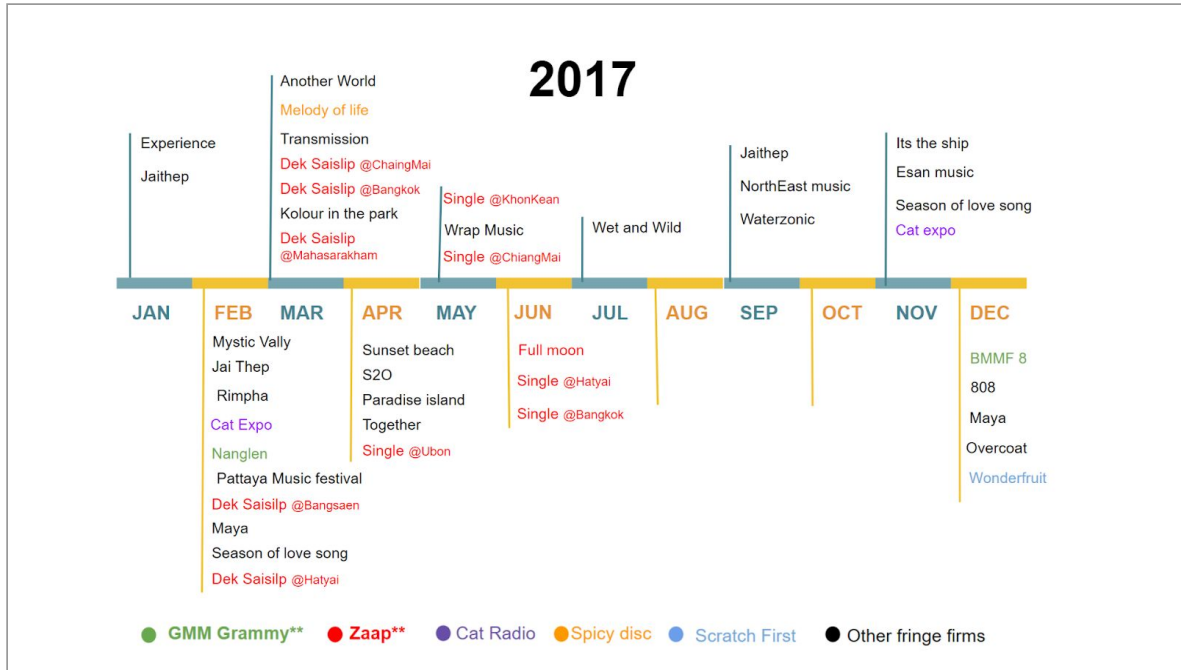 2017
Experience
Jaithep
Another World
Melody of life
Transmission
Dek Saislip @ChaingMai
Dek Saislip @Bangkok
Kolour in the park
Dek Saislip
@Mahasarakham
Single @KhonKean
Wrap Music
Single @ChiangMai
Wet and Wild
Jaithep
NorthEast music
Waterzonic
Its the ship
Esan music
Season of love song
Cat expo
JAN FEB MAR APR MAY JUN JUL AUG SEP OCT NOV DEC
Mystic Vally
Jai Thep
Rimpha
Cat Expo
Nanglen
Pattaya Music festival
Dek Saisilp @Bangsaen
Maya
Season of love song
Dek Saisilp @Hatyai
Sunset beach
S2O
Paradise island
Together
Single @Ubon
Full moon
Single @Hatyai
Single @Bangkok
BMMF 8
808
Maya
Overcoat
Wonderfruit
GMM Grammy** Zaap** Cat Radio Spicy disc Scratch First Other fringe firms